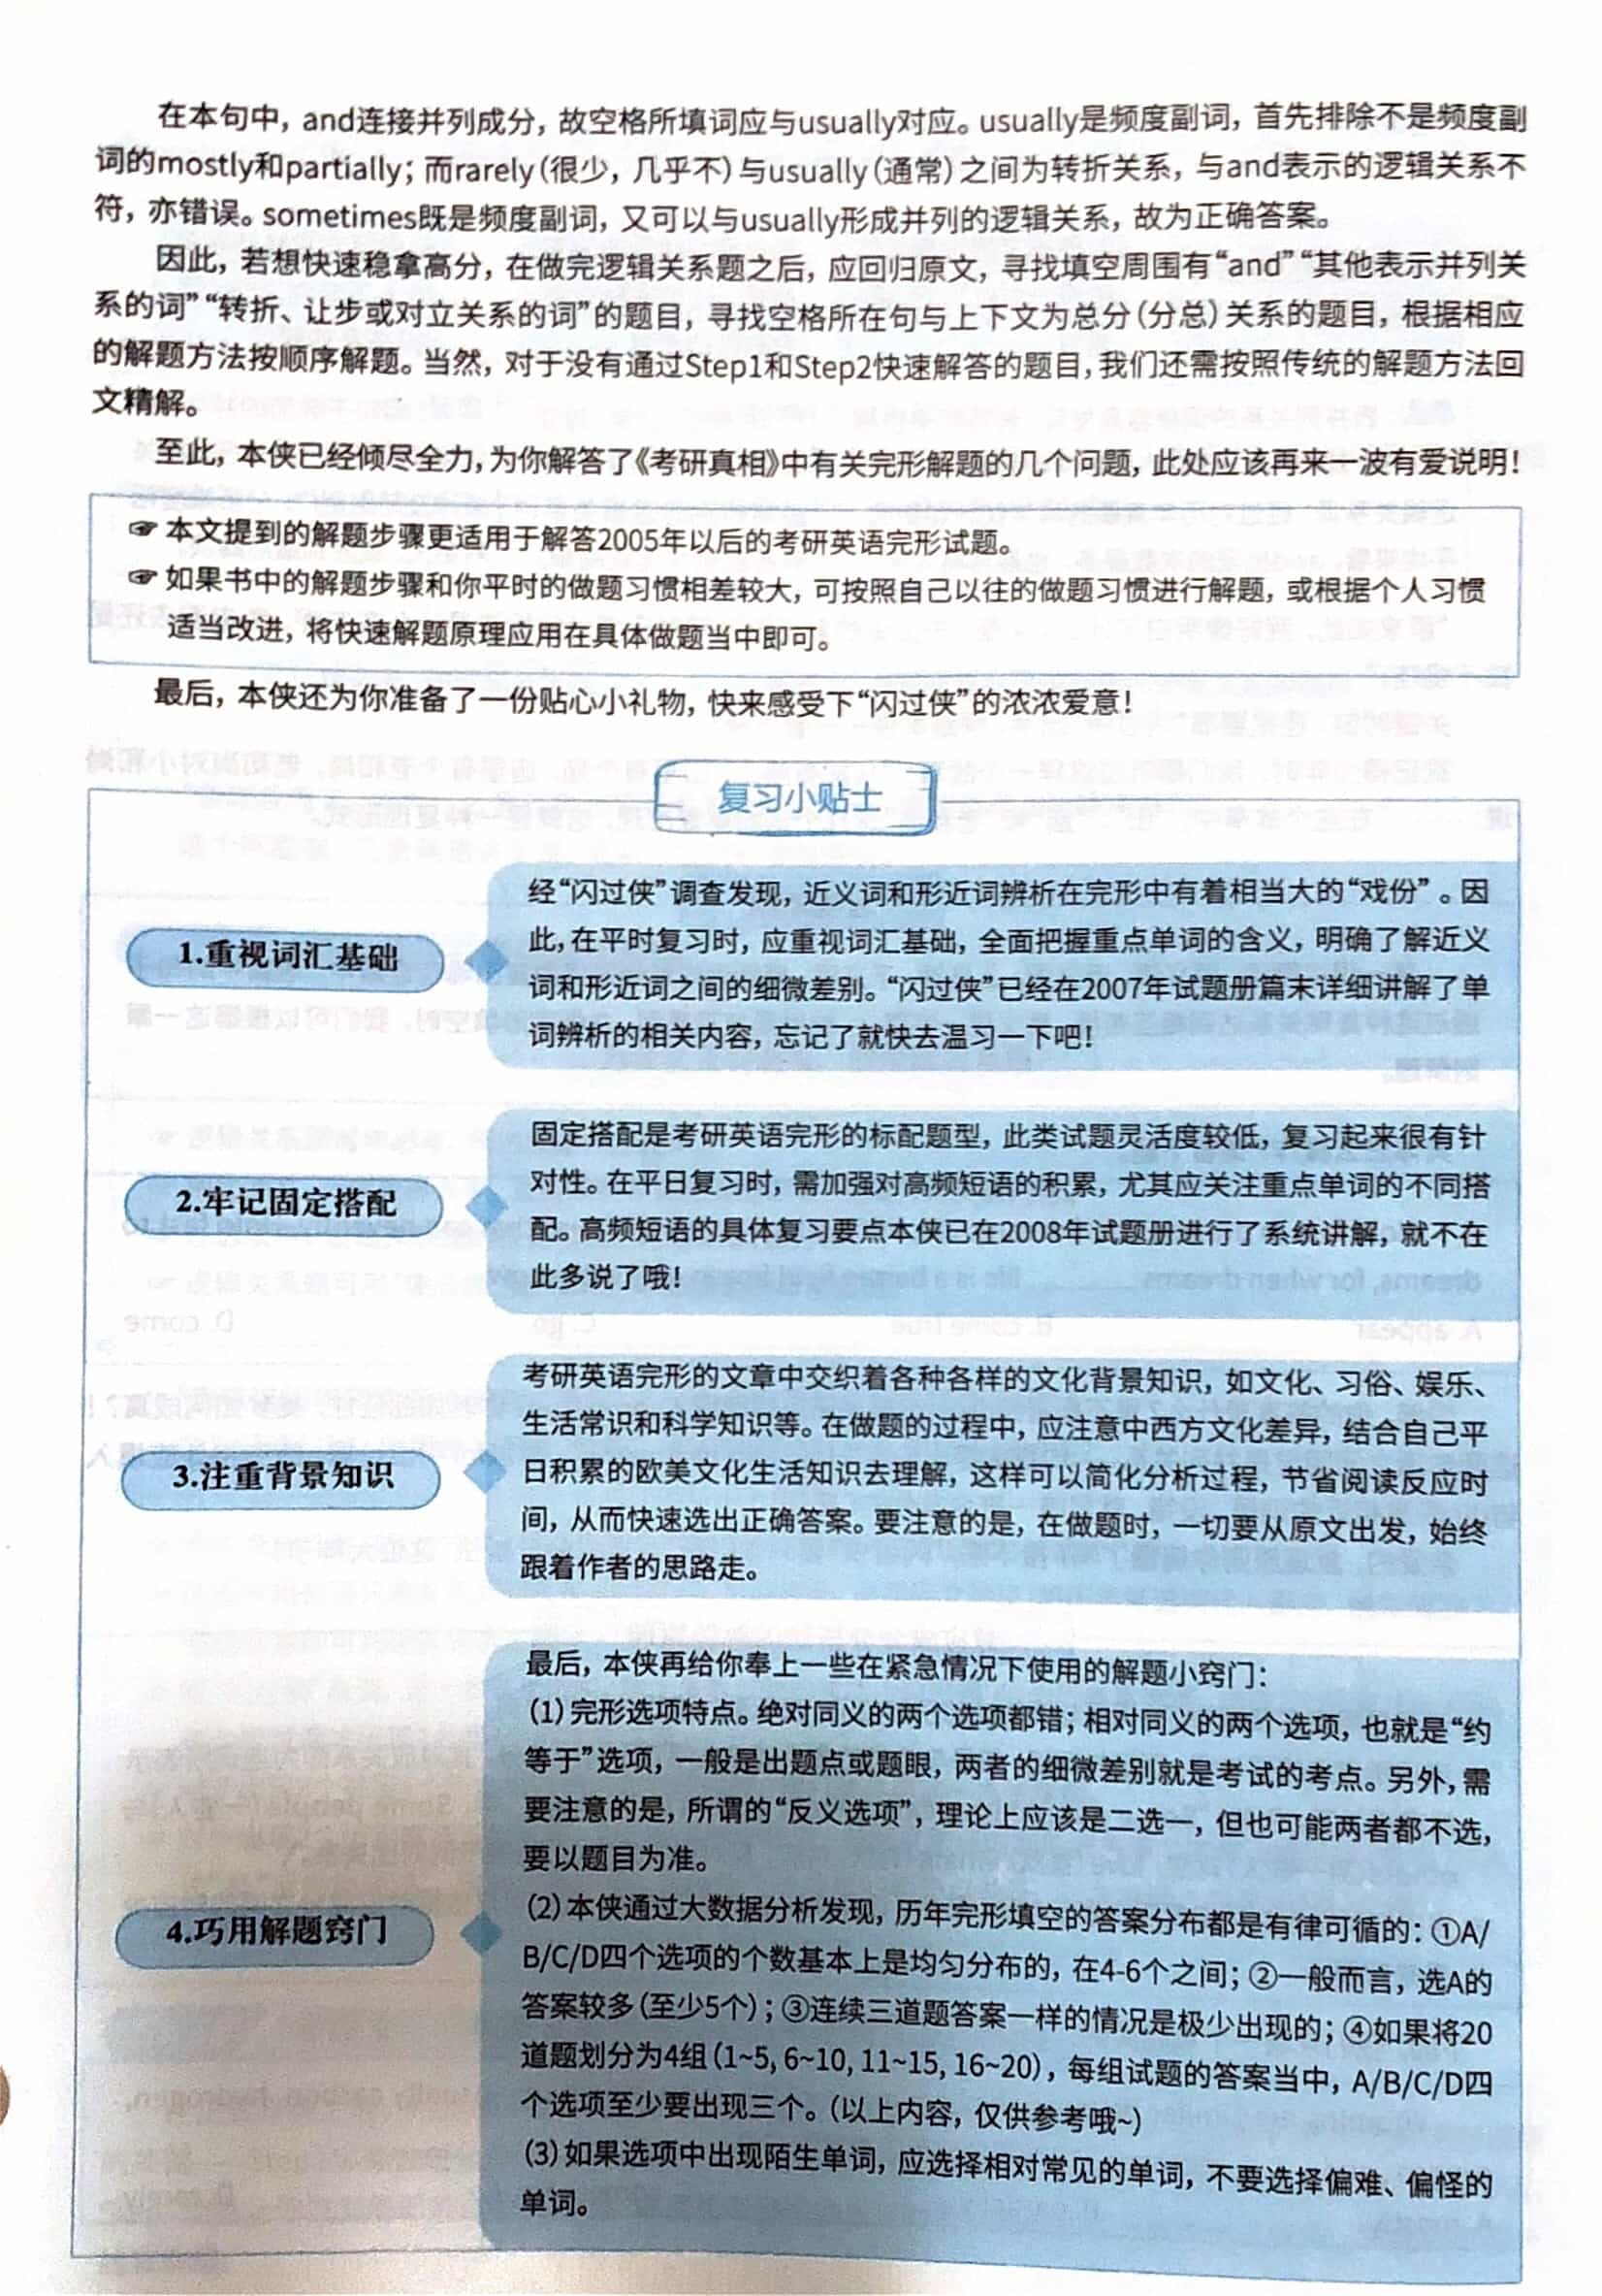 在本句中，and连接并列成分，故空格所填词应与usually对应。usually是频度副词，首先排除不是频度副
词的mostly和partially；而rarely（很少，几乎不）与usually（通常）之间为转折关系，与and表示的逻辑关系不
符，亦错误。sometimes既是频度副词，又可以与usually形成并列的逻辑关系，故为正确答案。
因此，若想快速稳拿高分，在做完逻辑关系题之后，应回归原文，寻找填空周围有“and”“其他表示并列关
系的词”“转折、让步或对立关系的词”的题目，寻找空格所在句与上下文为总分（分总）关系的题目，根据相应
的解题方法按顺序解题。当然，对于没有通过Step1和Step2快速解答的题目，我们还需按照传统的解题方法回
文精解。
至此，本侠已经倾尽全力，为你解答了《考研真相》中有关完形解题的几个问题，此处应该再来一波有爱说明！
☞ 本文提到的解题步骤更适用于解答2005年以后的考研英语完形试题。
☞ 如果书中的解题步骤和你平时的做题习惯相差较大，可按照自己以往的做题习惯进行解题，或根据个人习惯
适当改进，将快速解题原理应用在具体做题当中即可。
最后，本侠还为你准备了一份贴心小礼物，快来感受下“闪过侠”的浓浓爱意！
复习小贴士
1.重视词汇基础
经“闪过侠”调查发现，近义词和形近词辨析在完形中有着相当大的“戏份”。因
此，在平时复习时，应重视词汇基础，全面把握重点单词的含义，明确了解近义
词和形近词之间的细微差别。“闪过侠”已经在2007年试题册篇末详细讲解了单
词辨析的相关内容，忘记了就快去温习一下吧！
2.牢记固定搭配
固定搭配是考研英语完形的标配题型，此类试题灵活度较低，复习起来很有针
对性。在平日复习时，需加强对高频短语的积累，尤其应关注重点单词的不同搭
配。高频短语的具体复习要点本侠已在2008年试题册进行了系统讲解，就不在
此多说了哦！
3.注重背景知识
考研英语完形的文章中交织着各种各样的文化背景知识，如文化、习俗、娱乐、
生活常识和科学知识等。在做题的过程中，应注意中西方文化差异，结合自己平
日积累的欧美文化生活知识去理解，这样可以简化分析过程，节省阅读反应时
间，从而快速选出正确答案。要注意的是，在做题时，一切要从原文出发，始终
跟着作者的思路走。
4.巧用解题窍门
最后，本侠再给你奉上一些在紧急情况下使用的解题小窍门：
(1)完形选项特点。绝对同义的两个选项都错；相对同义的两个选项，也就是“约
等于”选项，一般是出题点或题眼，两者的细微差别就是考试的考点。另外，需
要注意的是，所谓的“反义选项”，理论上应该是二选一，但也可能两者都不选，
要以题目为准。
(2)本侠通过大数据分析发现，历年完形填空的答案分布都是有律可循的：①A/
B/C/D四个选项的个数基本上是均匀分布的，在4-6个之间；②一般而言，选A的
答案较多（至少5个）；③连续三道题答案一样的情况是极少出现的；④如果将20
道题划分为4组（1~5, 6~10, 11~15, 16~20），每组试题的答案当中，A/B/C/D四
个选项至少要出现三个。（以上内容，仅供参考哦~）
(3)如果选项中出现陌生单词，应选择相对常见的单词，不要选择偏难、偏怪的
单词。